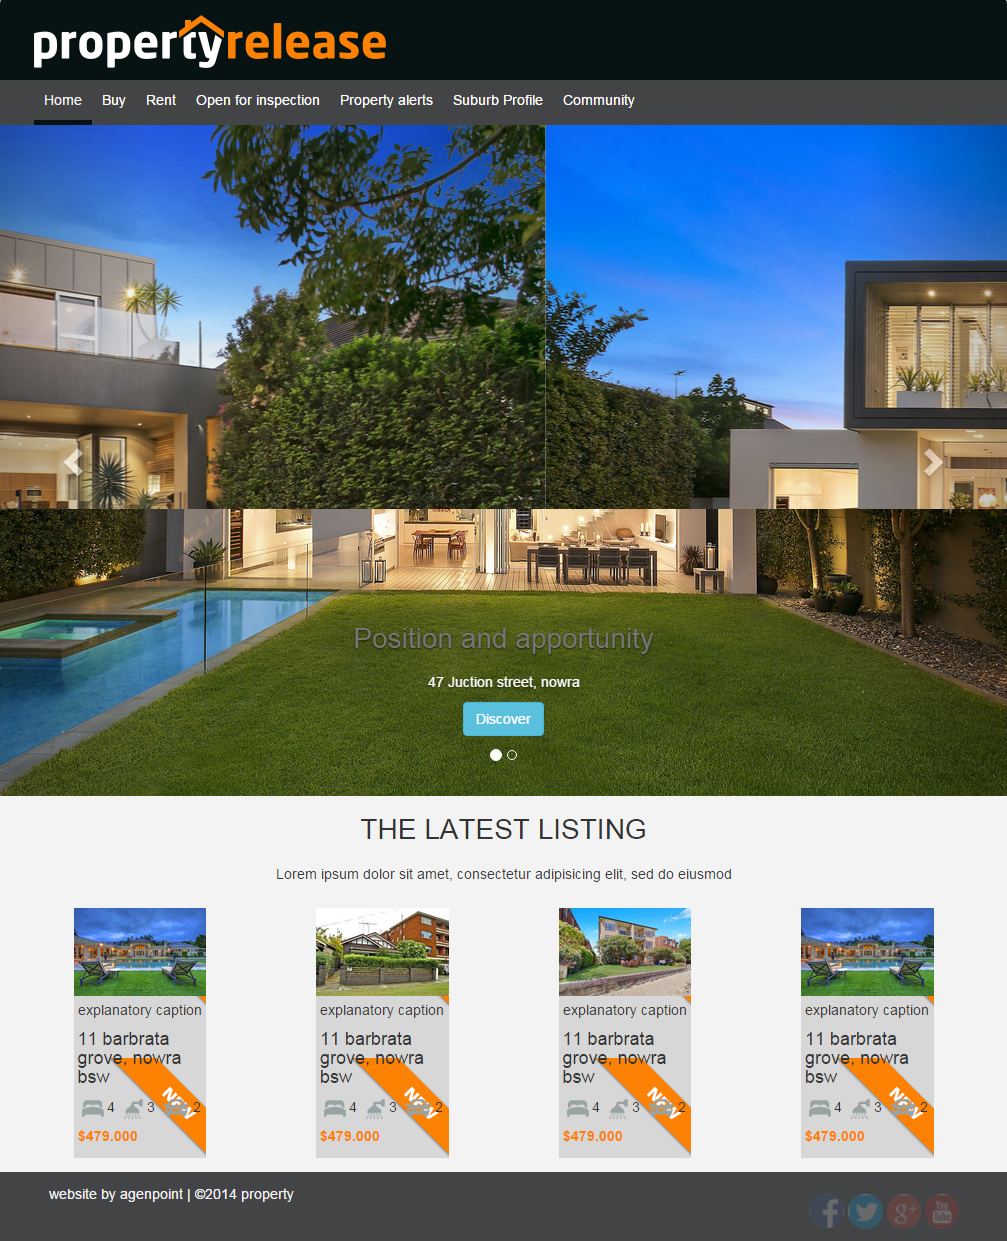 propertyrelease
Home Buy Rent Open for inspection Property alerts Suburb Profile Community
Position and apportunity
47 Juction street, nowra
Discover
THE LATEST LISTING
Lorem ipsum dolor sit amet, consectetur adipisicing elit, sed do eiusmod
explanatory caption
11 barbrata
grove, nowra
bsw
NEW
4 3 2
$479.000
explanatory caption
11 barbrata
grove, nowra
bsw
NEW
4 3 2
$479.000
explanatory caption
11 barbrata
grove, nowra
bsw
NEW
4 3 2
$479.000
explanatory caption
11 barbrata
grove, nowra
bsw
NEW
4 3 2
$479.000
website by agenpoint | ©2014 property
f g+ You Tube